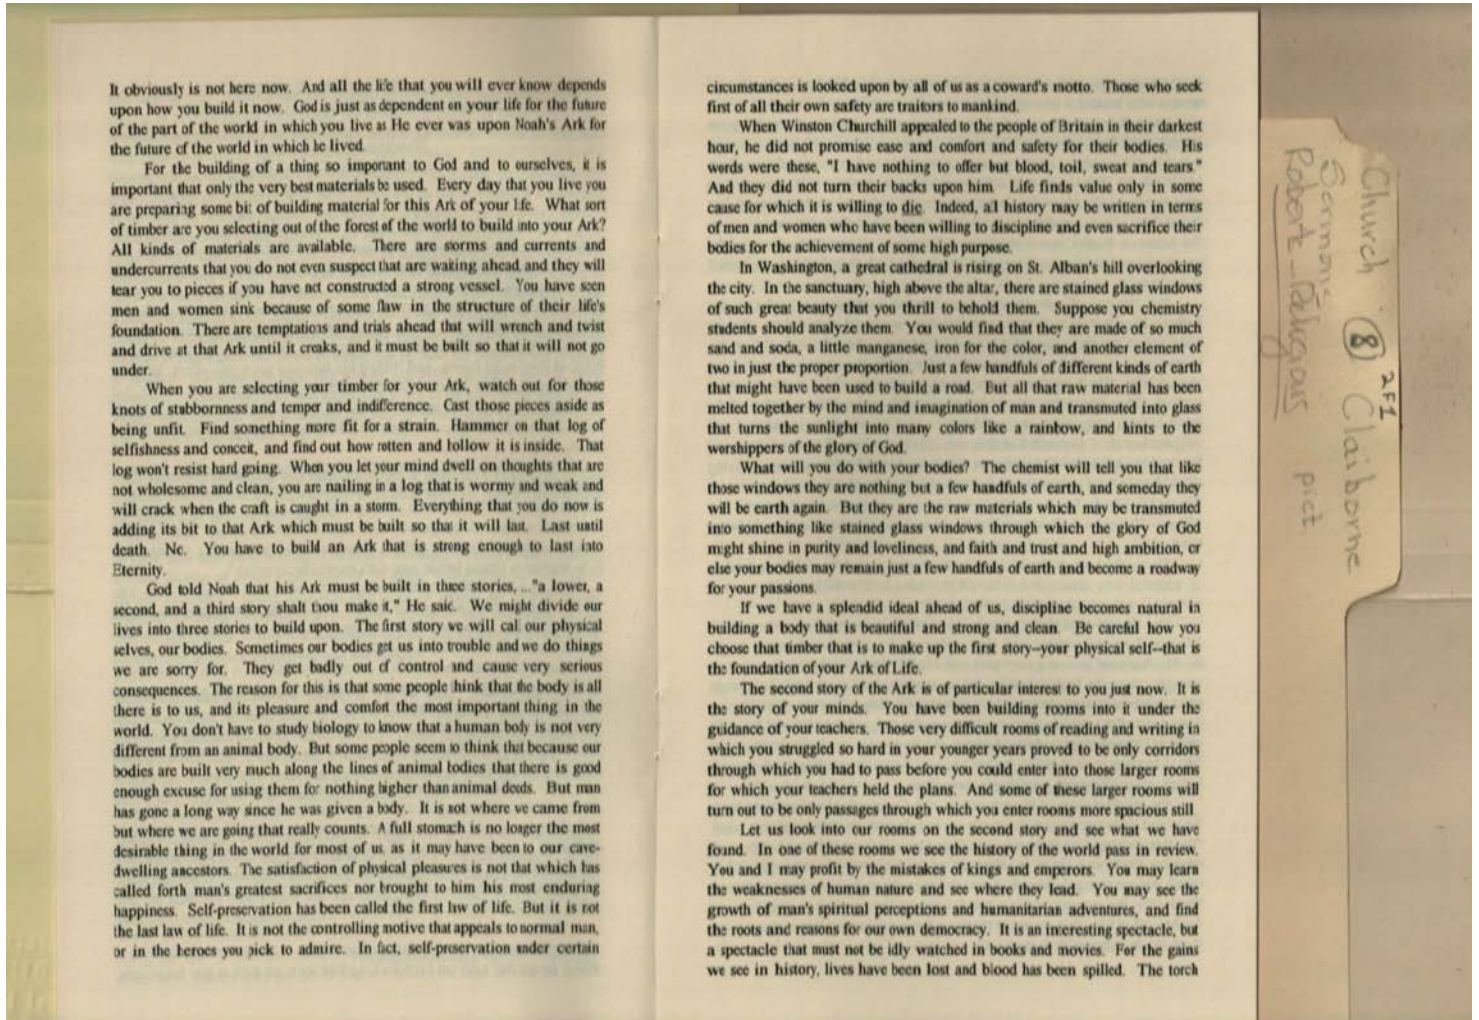 It obviously is not here now. And all the life that you will ever know depends
upon how you build it now. God is just as dependent on your life for the future
of the part of the world in which you live as He ever was upon Noah's Ark for
the future of the world in which he lived.
For the building of a thing so important to God and to ourselves, it is
important that only the very best materials be used. Every day that you live you
are preparing some bit of building material for this Ark of your life. What sort
of timber are you selecting out of the forest of the world to build into your Ark?
All kinds of materials are available. There are storms and currents and
undercurrents that you do not even suspect that are waiting ahead, and they will
tear you to pieces if you have not constructed a strong vessel. You have seen
men and women sink because of some flaw in the structure of their life's
foundation. There are temptations and trials ahead that will wrench and twist
and drive at that Ark until it creaks, and it must be built so that it will not go
under.
When you are selecting your timber for your Ark, watch out for those
knots of stubbornness and temper and indifference. Cast those pieces aside as
being unfit. Find something more fit for a strain. Hammer on that log of
selfishness and conceit, and find out how rotten and hollow it is inside. That
log won't resist hard going. When you let your mind dwell on thoughts that are
not wholesome and clean, you are nailing in a log that is wormy and weak and
will crack when the craft is caught in a storm. Everything that you do now is
adding its bit to that Ark which must be built so that it will last. Last until
death. No. You have to build an Ark that is strong enough to last into
Eternity.
God told Noah that his Ark must be built in three stories, ..."a lower, a
second, and a third story shalt thou make it," He said. We might divide our
lives into three stories to build upon. The first story we will call our physical
selves, our bodies. Sometimes our bodies get us into trouble and we do things
we are sorry for. They get badly out of control and cause very serious
consequences. The reason for this is that some people think that the body is all
there is to us, and its pleasure and comfort the most important thing in the
world. You don't have to study biology to know that a human body is not very
different from an animal body. But some people seem to think that because our
bodies are built very much along the lines of animal bodies that there is good
enough excuse for using them for nothing higher than animal deeds. But man
has gone a long way since he was given a body. It is not where we came from
but where we are going that really counts. A full stomach is no longer the most
desirable thing in the world for most of us, as it may have been to our cave-
dwelling ancestors. The satisfaction of physical pleasures is not that which has
called forth man's greatest sacrifices nor brought to him his most enduring
happiness. Self-preservation has been called the first law of life. But it is not
the last law of life. It is not the controlling motive that appeals to normal man,
or in the heroes you pick to admire. In fact, self-preservation under certain
circumstances is looked upon by all of us as a coward's motto. Those who seek
first of all their own safety are traitors to mankind.
When Winston Churchill appealed to the people of Britain in their darkest
hour, he did not promise ease and comfort and safety for their bodies. His
words were these, "I have nothing to offer but blood, toil, sweat and tears."
And they did not turn their backs upon him. Life finds value only in some
cause for which it is willing to die. Indeed, all history may be written in terms
of men and women who have been willing to discipline and even sacrifice their
bodies for the achievement of some high purpose.
In Washington, a great cathedral is rising on St. Alban's hill overlooking
the city. In the sanctuary, high above the altar, there are stained glass windows
of such great beauty that you thrill to behold them. Suppose you chemistry
students should analyze them. You would find that they are made of so much
sand and soda, a little manganese, iron for the color, and another element of
two in just the proper proportion. Just a few handfuls of different kinds of earth
that might have been used to build a road. But all that raw material has been
melted together by the mind and imagination of man and transmuted into glass
that turns the sunlight into many colors like a rainbow, and hints to the
worshippers of the glory of God.
What will you do with your bodies? The chemist will tell you that like
those windows they are nothing but a few handfuls of earth, and someday they
will be earth again. But they are the raw materials which may be transmuted
into something like stained glass windows through which the glory of God
might shine in purity and loveliness, and faith and trust and high ambition, or
else your bodies may remain just a few handfuls of earth and become a roadway
for your passions.
If we have a splendid ideal ahead of us, discipline becomes natural in
building a body that is beautiful and strong and clean. Be careful how you
choose that timber that is to make up the first story--your physical self--that is
the foundation of your Ark of Life.
The second story of the Ark is of particular interest to you just now. It is
the story of your minds. You have been building rooms into it under the
guidance of your teachers. Those very difficult rooms of reading and writing in
which you struggled so hard in your younger years proved to be only corridors
through which you had to pass before you could enter into those larger rooms
for which your teachers held the plans. And some of these larger rooms will
turn out to be only passages through which you enter rooms more spacious still.
Let us look into our rooms on the second story and see what we have
found. In one of these rooms we see the history of the world pass in review.
You and I may profit by the mistakes of kings and emperors. You may learn
the weaknesses of human nature and see where they lead. You may see the
growth of man's spiritual perceptions and humanitarian adventures, and find
the roots and reasons for our own democracy. It is an interesting spectacle, but
a spectacle that must not be idly watched in books and movies. For the gains
we see in history, lives have been lost and blood has been spilled. The torch
2F1
Church 8 Claiborne
Sermons pict.
Robert - Religious